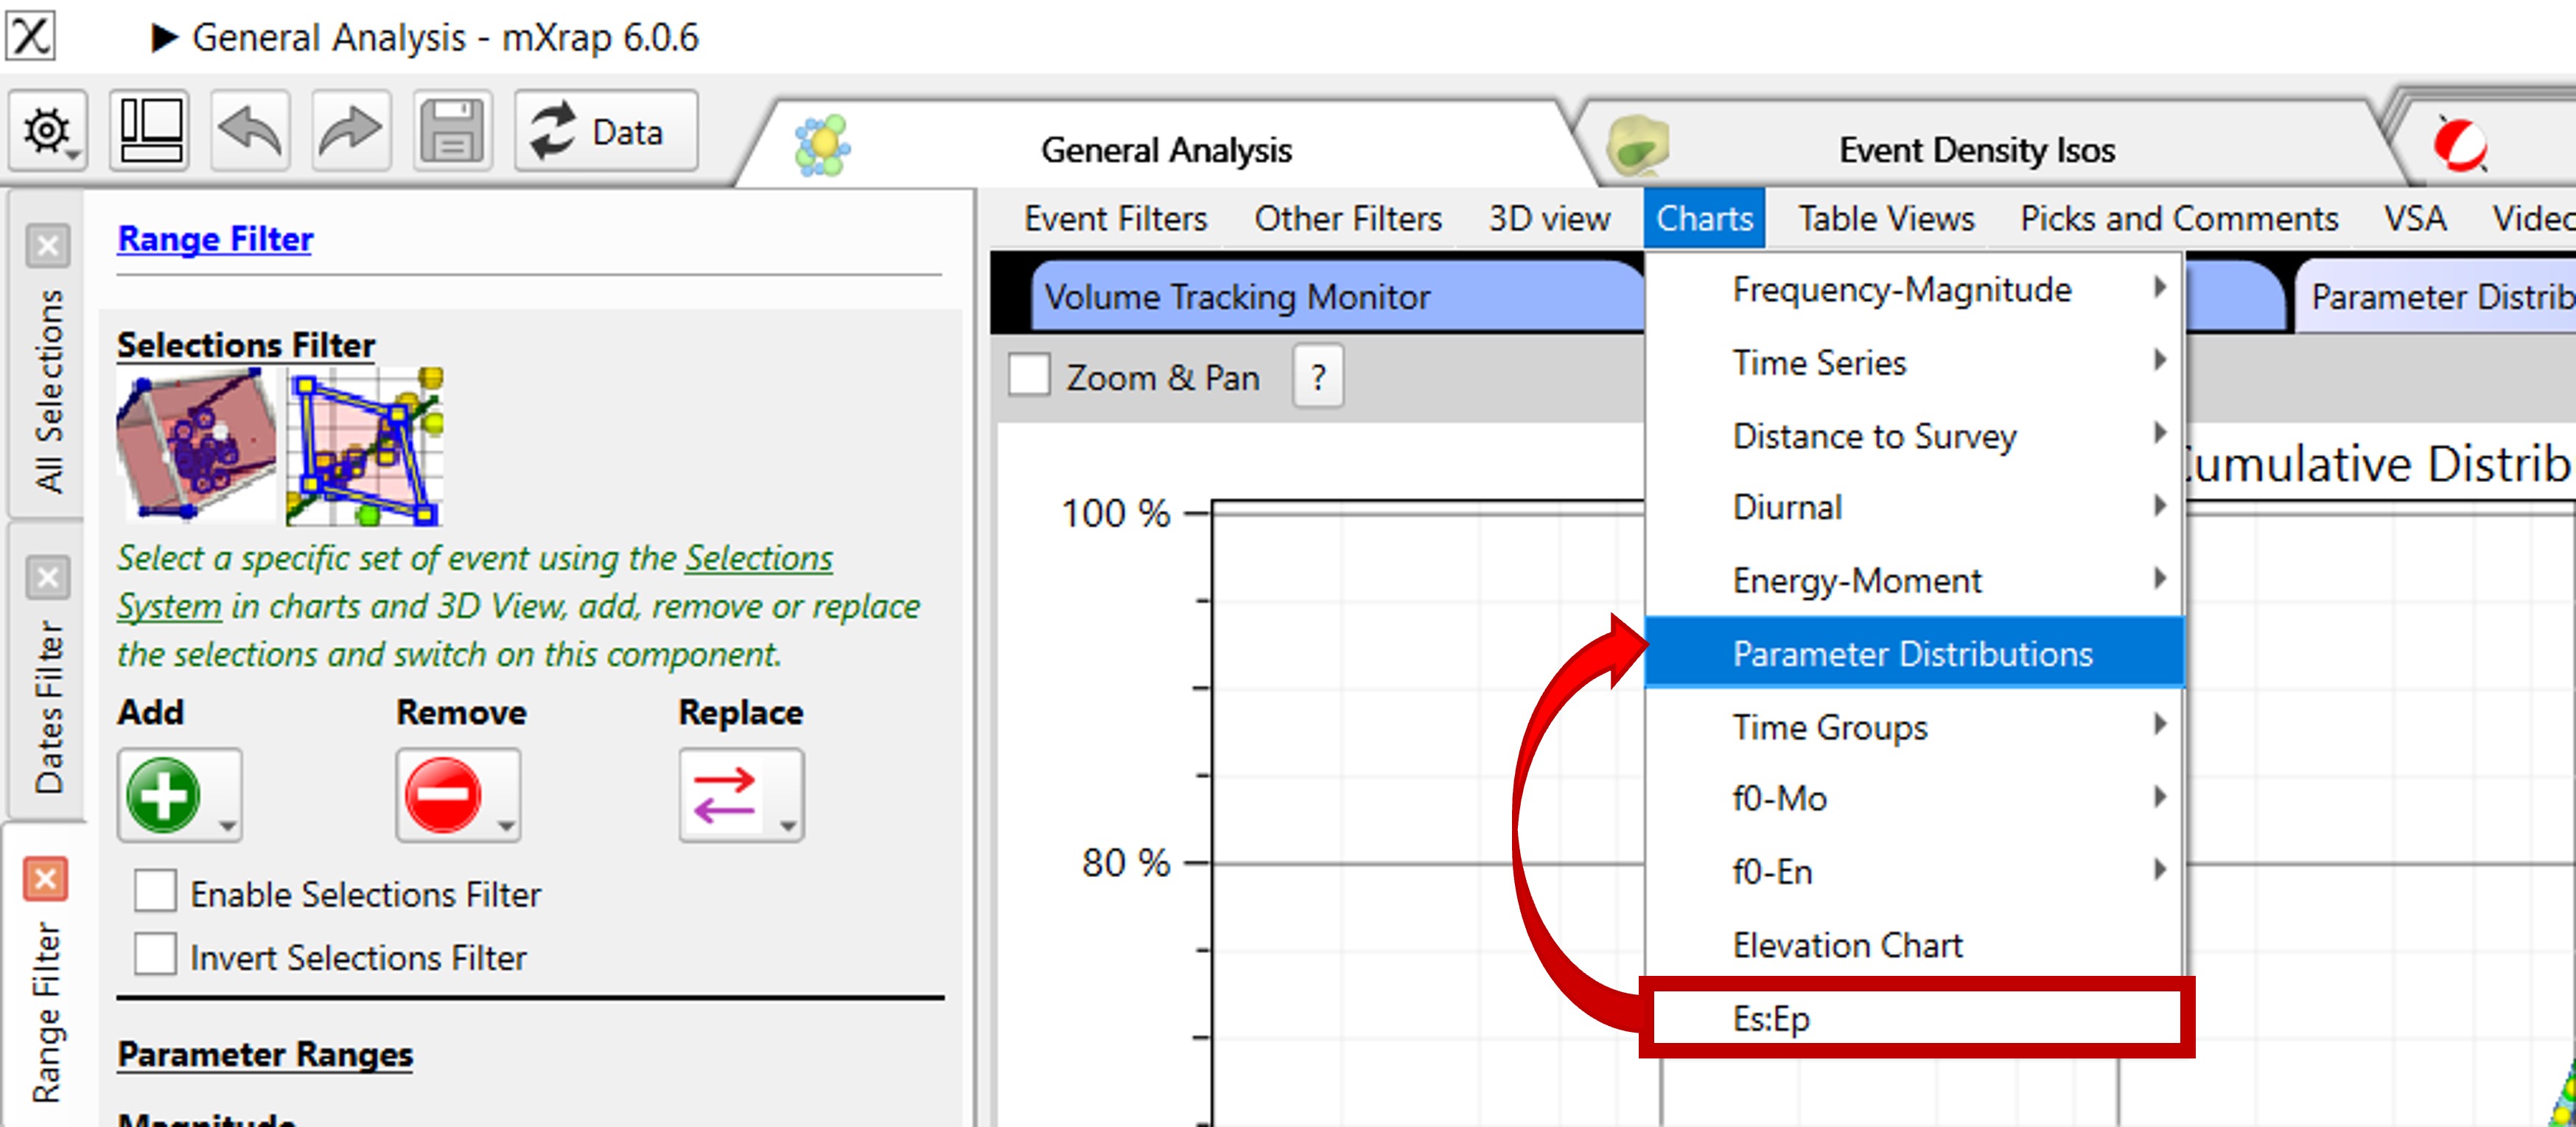 General Analysis - mXrap 6.0.6
Data
General Analysis
Event Density Isos
Event Filters Other Filters 3D view Charts Table Views Picks and Comments VSA
Volume Tracking Monitor
Parameter
Zoom & Pan ?
100 %
80 %
Frequency-Magnitude
Time Series
Distance to Survey
Diurnal
Energy-Moment
Parameter Distributions
Time Groups
f0-Mo
f0-En
Elevation Chart
Es:Ep
All Selections
Dates Filter
Range Filter
Range Filter
Selections Filter
Select a specific set of event using the Selections
System in charts and 3D View, add, remove or replace
the selections and switch on this component.
Add Remove Replace
Enable Selections Filter
Invert Selections Filter
Parameter Ranges
Magnitude